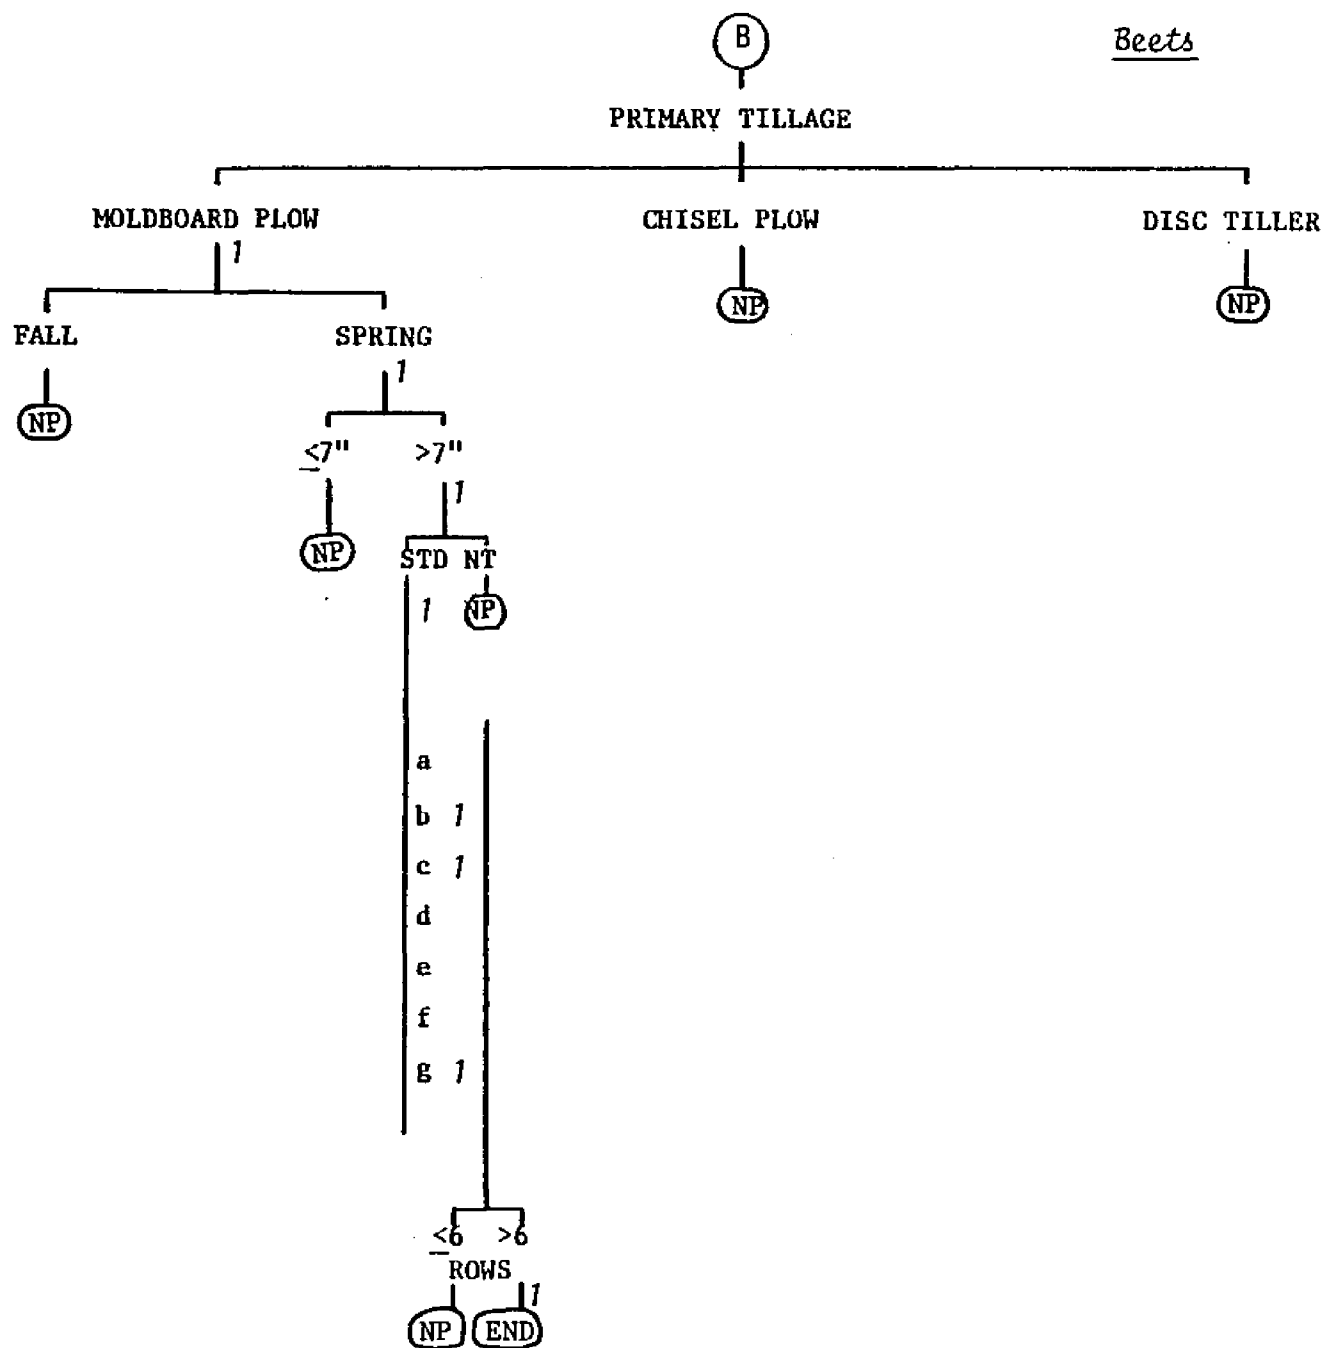 B
Beets
PRIMARY TILLAGE
MOLDBOARD PLOW CHISEL PLOW DISC TILLER
1
NP NP
FALL SPRING
1
NP
<7" >7"
1
NP
STD NT
1 NP
a
b 1
c 1
d
e
f
g 1
<6 >6
ROWS
1
NP END